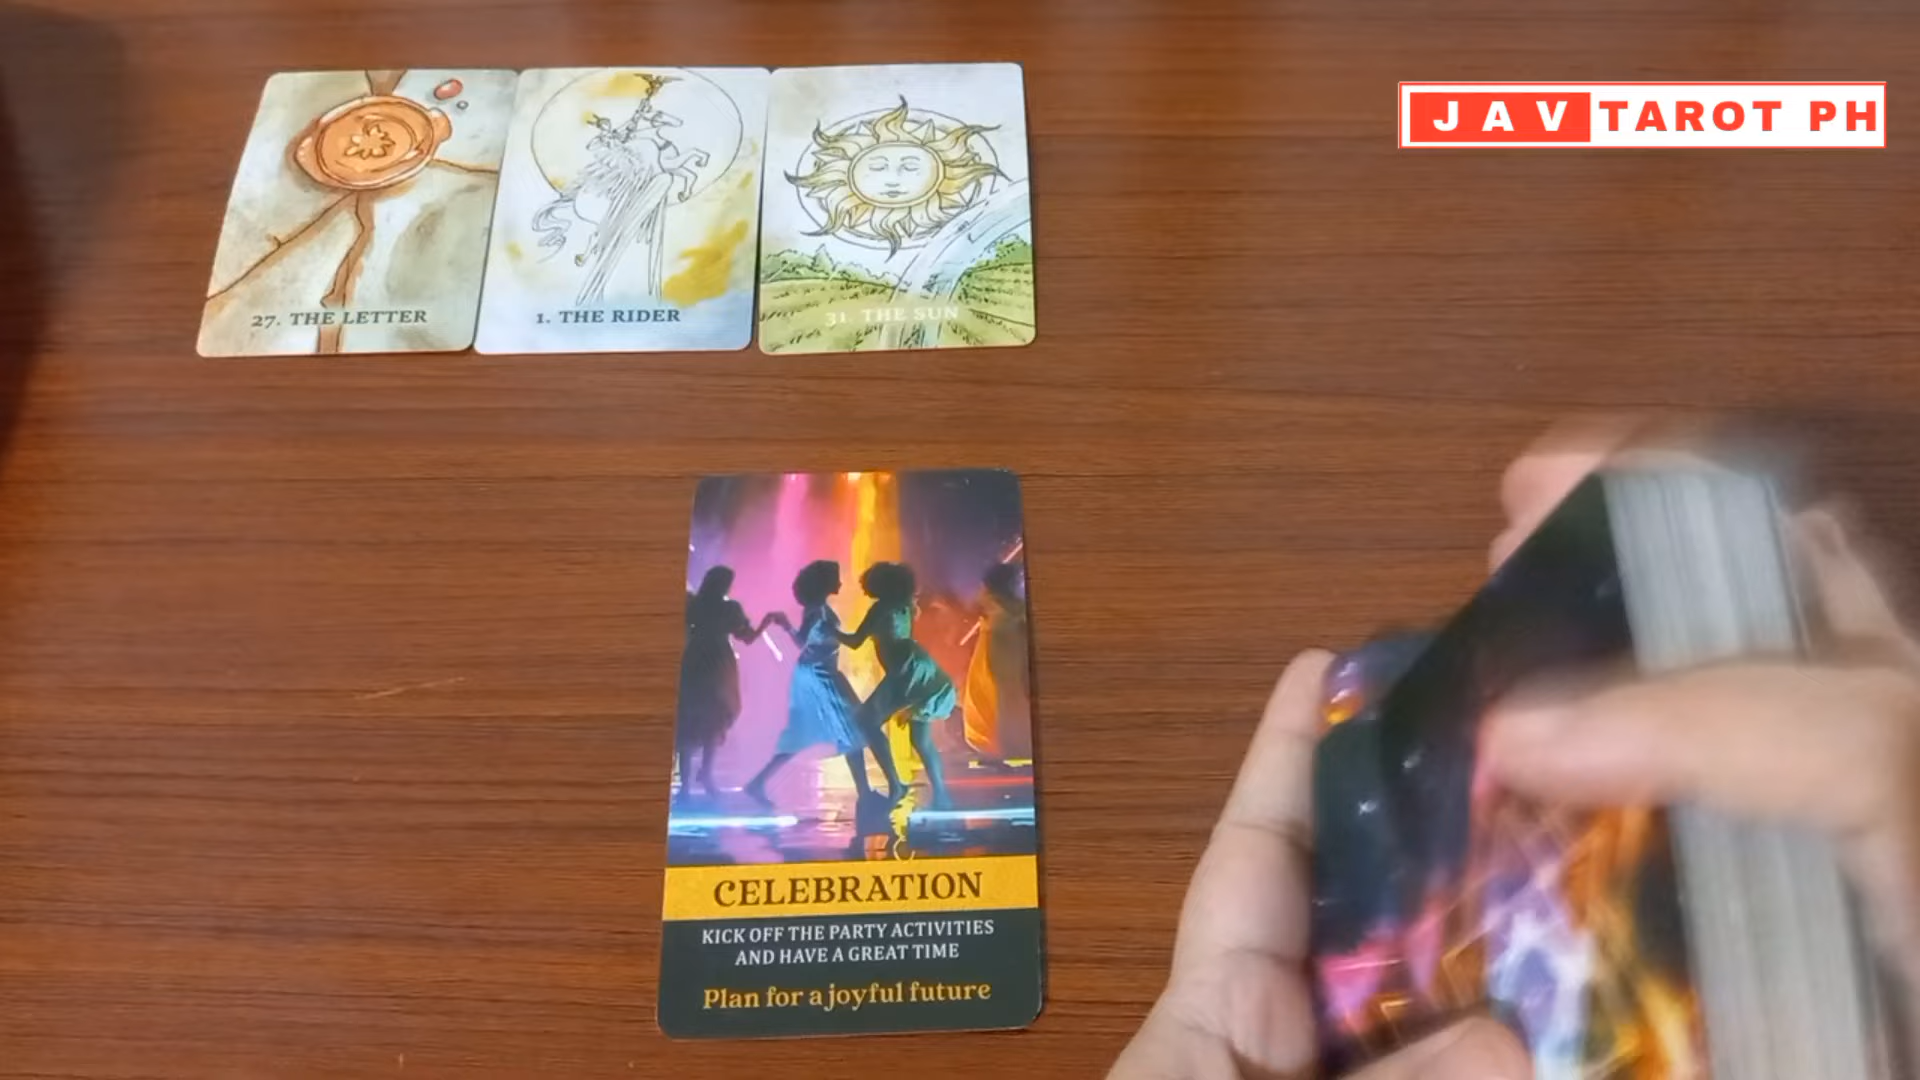 JAV TAROT PH
27. THE LETTER
1. THE RIDER
31. THE SUN
CELEBRATION
KICK OFF THE PARTY ACTIVITIES
AND HAVE A GREAT TIME
Plan for a joyful future